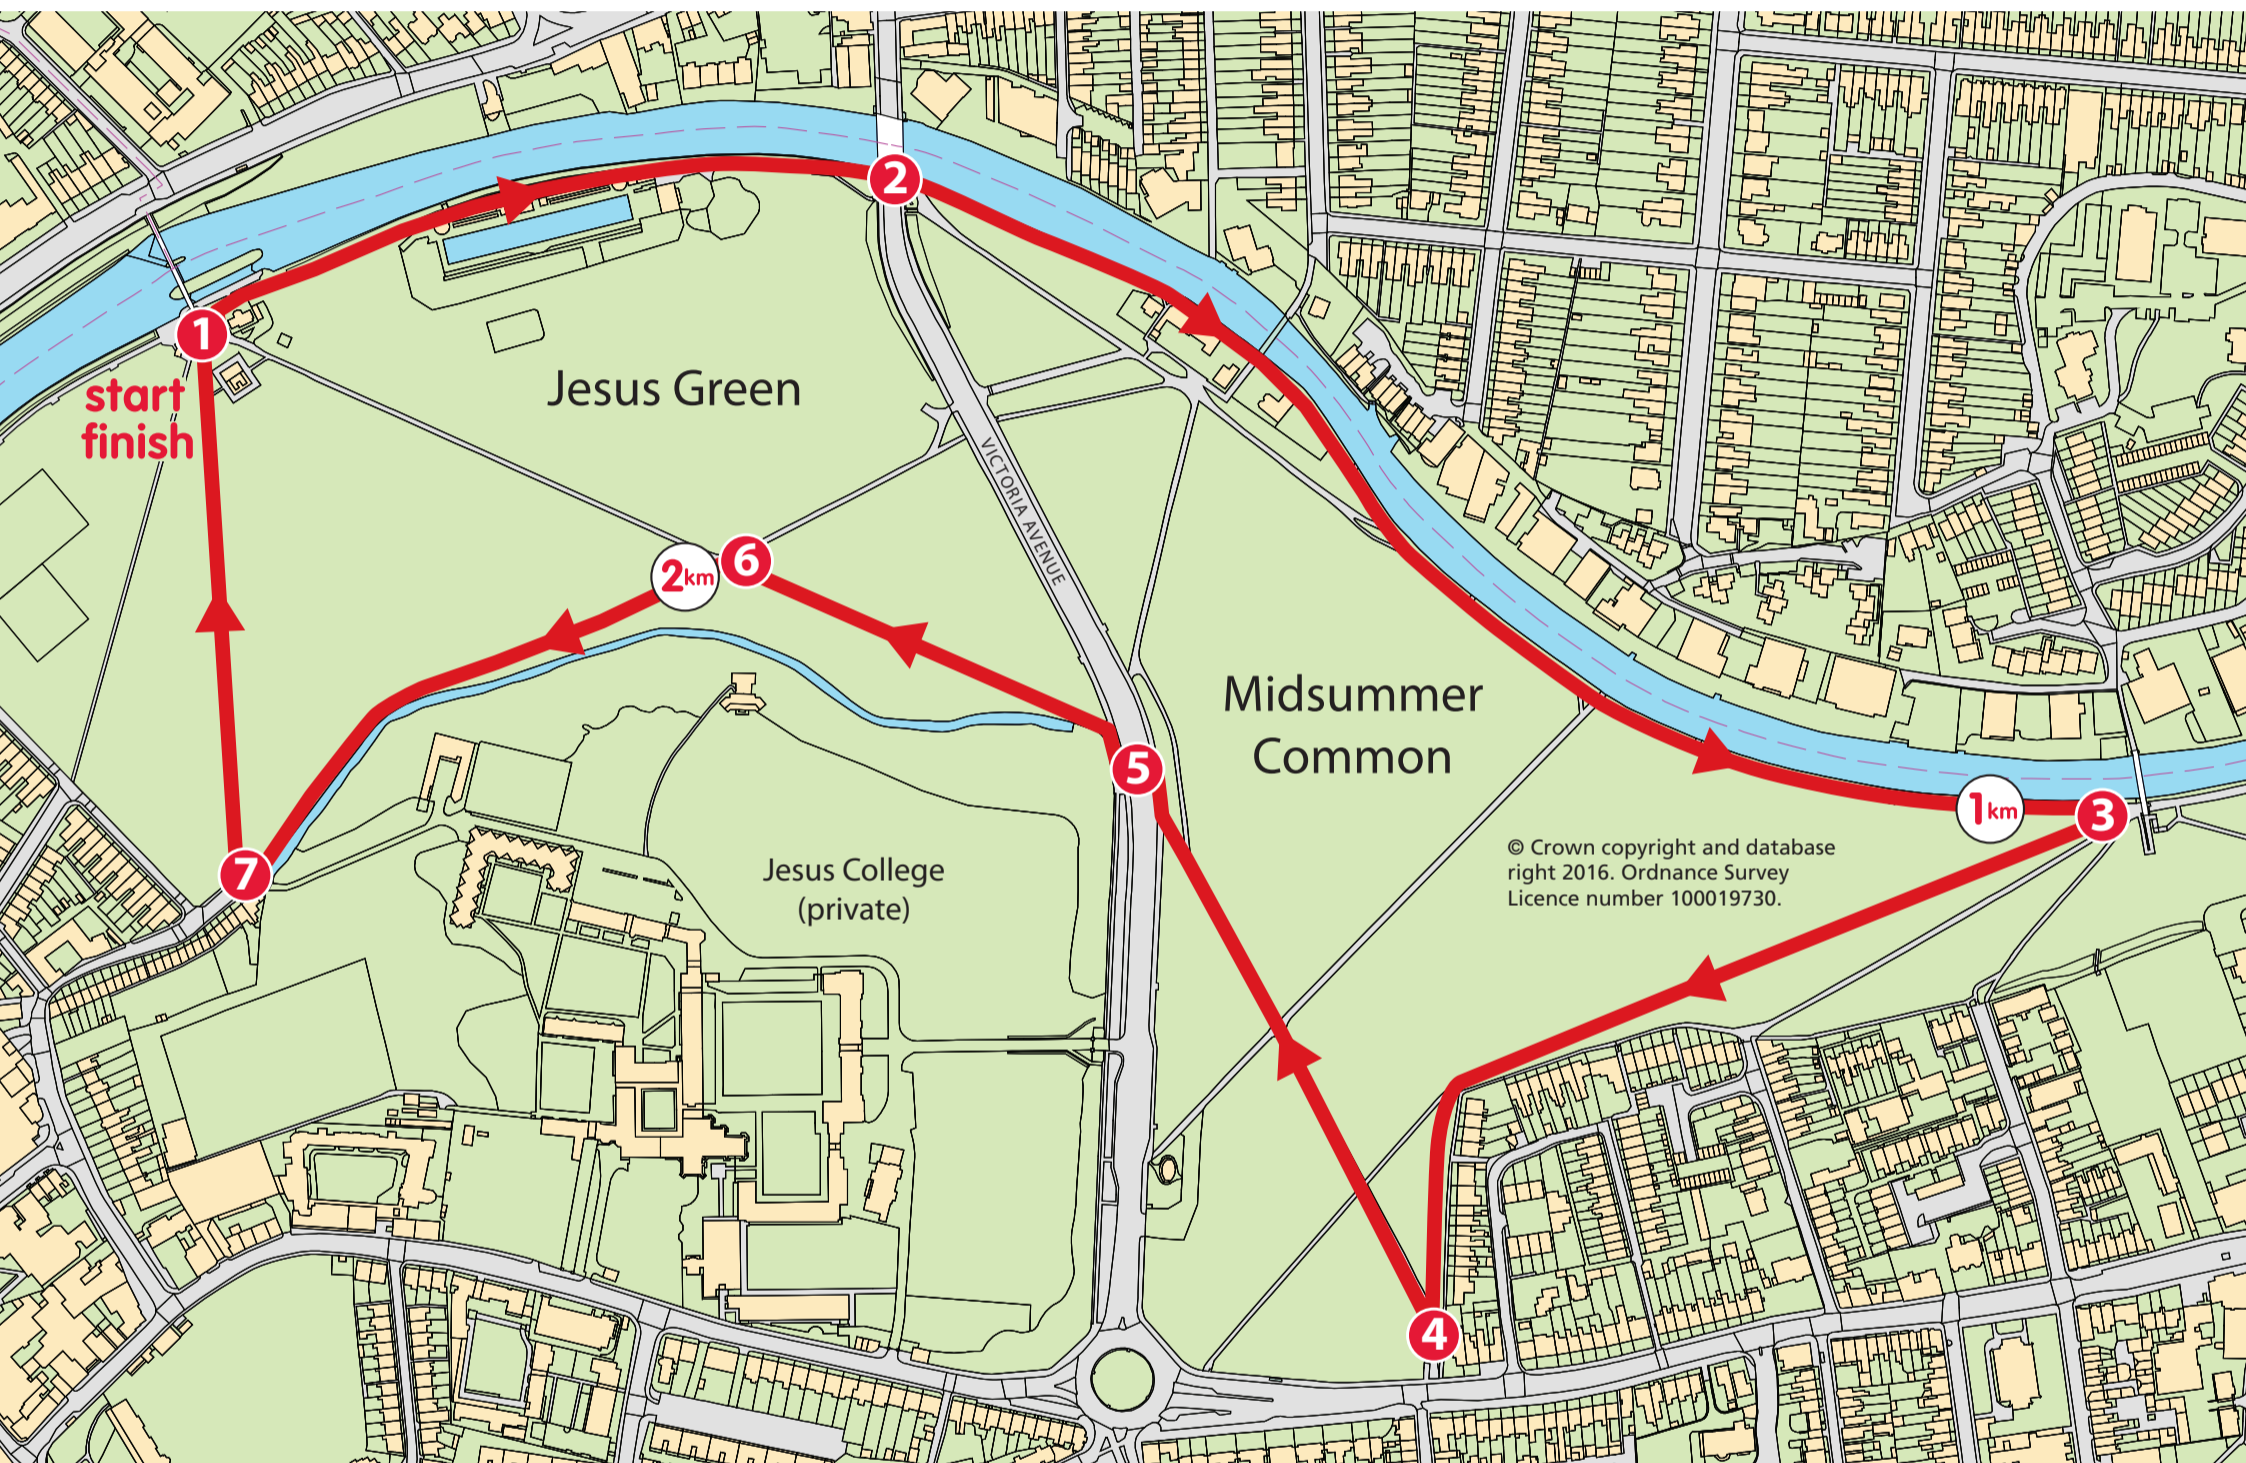 2
1
start
finish
Jesus Green
VICTORIA AVENUE
2km
6
Midsummer
Common
5
1km
3
© Crown copyright and database
right 2016. Ordnance Survey
Licence number 100019730.
7
Jesus College
(private)
4